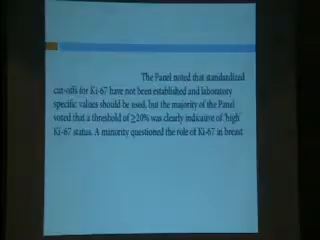 The Panel noted that standardized
cut-offs for Ki-67 have not been established and laboratory
specific values should be used, but the majority of the Panel
voted that a threshold of ≥20% was clearly indicative of 'high'
Ki-67 status. A minority questioned the role of Ki-67 in breast